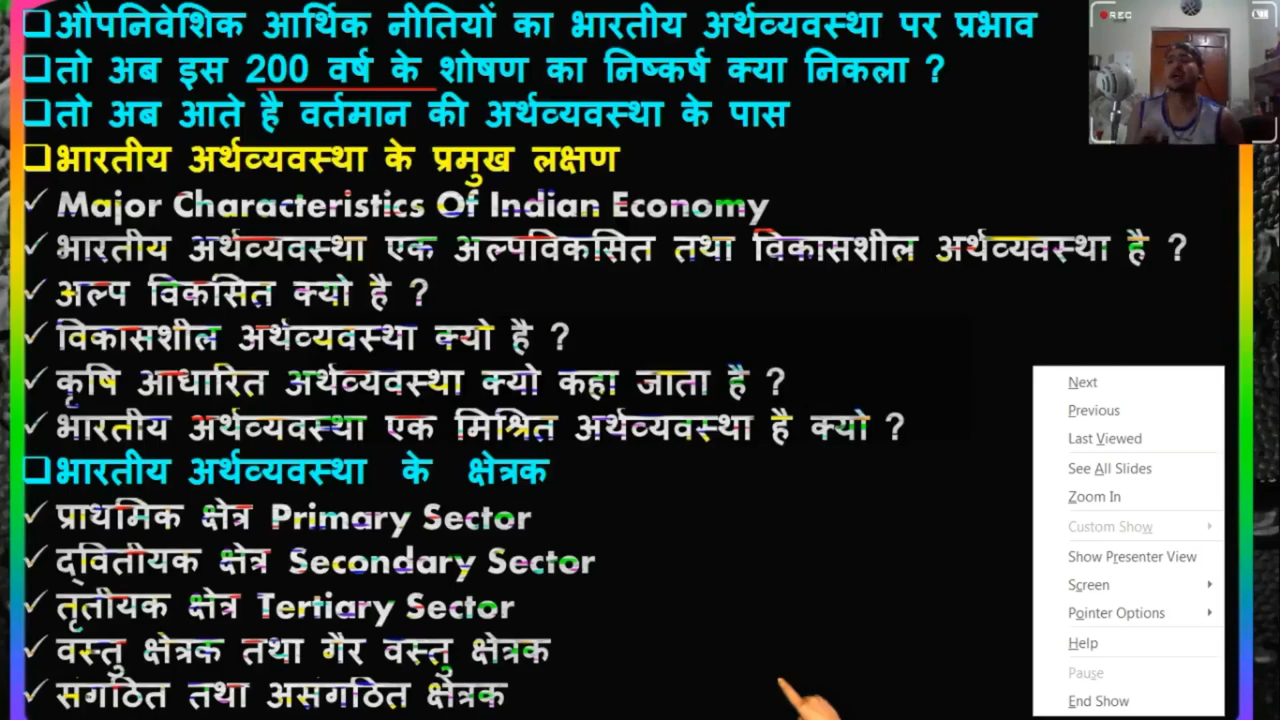 औपनिवेशिक आर्थिक नीतियों का भारतीय अर्थव्यवस्था पर प्रभाव
तो अब इस 200 वर्ष के शोषण का निष्कर्ष क्या निकला ?
तो अब आते है वर्तमान की अर्थव्यवस्था के पास
भारतीय अर्थव्यवस्था के प्रमुख लक्षण
Major Characteristics Of Indian Economy
भारतीय अर्थव्यवस्था एक अल्पविकसित तथा विकासशील अर्थव्यवस्था है ?
अल्प विकसित क्यो है ?
विकासशील अर्थव्यवस्था क्यो है ?
कृषि आधारित अर्थव्यवस्था क्यो कहा जाता है ?
भारतीय अर्थव्यवस्था एक मिश्रित अर्थव्यवस्था है क्यो ?
भारतीय अर्थव्यवस्था के क्षेत्रक
प्राथमिक क्षेत्र Primary Sector
द्वितीयक क्षेत्र Secondary Sector
तृतीयक क्षेत्र Tertiary Sector
वस्तु क्षेत्रक तथा गैर वस्तु क्षेत्रक
सगठित तथा असगठित क्षेत्रक
REC
Next
Previous
Last Viewed
See All Slides
Zoom In
Custom Show
Show Presenter View
Screen
Pointer Options
Help
Pause
End Show